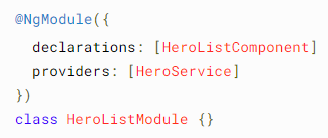 @NgModule({
declarations: [HeroListComponent]
providers: [HeroService]
})
class HeroListModule {}